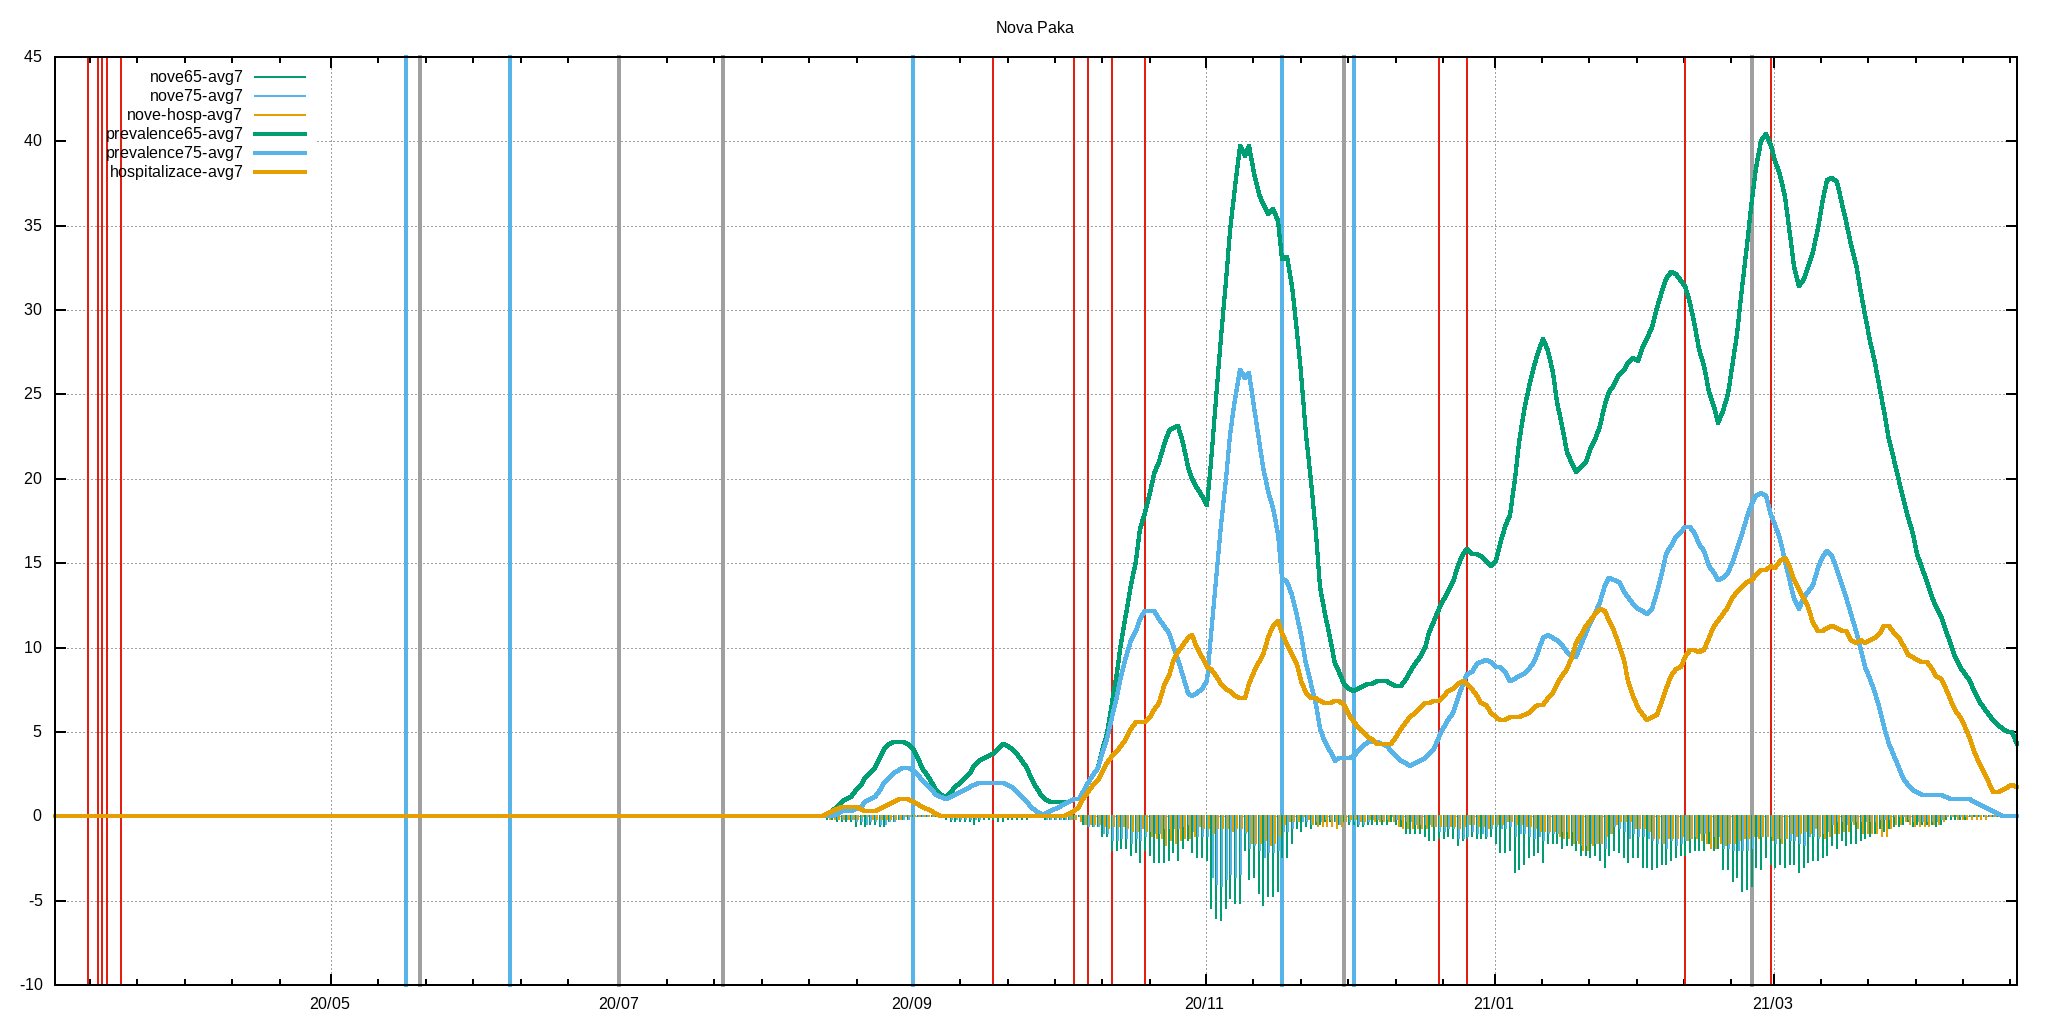 Nova Paka
45
nove65-avg7
nove75-avg7
nove-hosp-avg7
prevalence65-avg7
prevalence75-avg7
hospitalizace-avg7
40
35
30
25
20
15
10
5
0
-5
-10
20/05 20/07 20/09 20/11 21/01 21/03